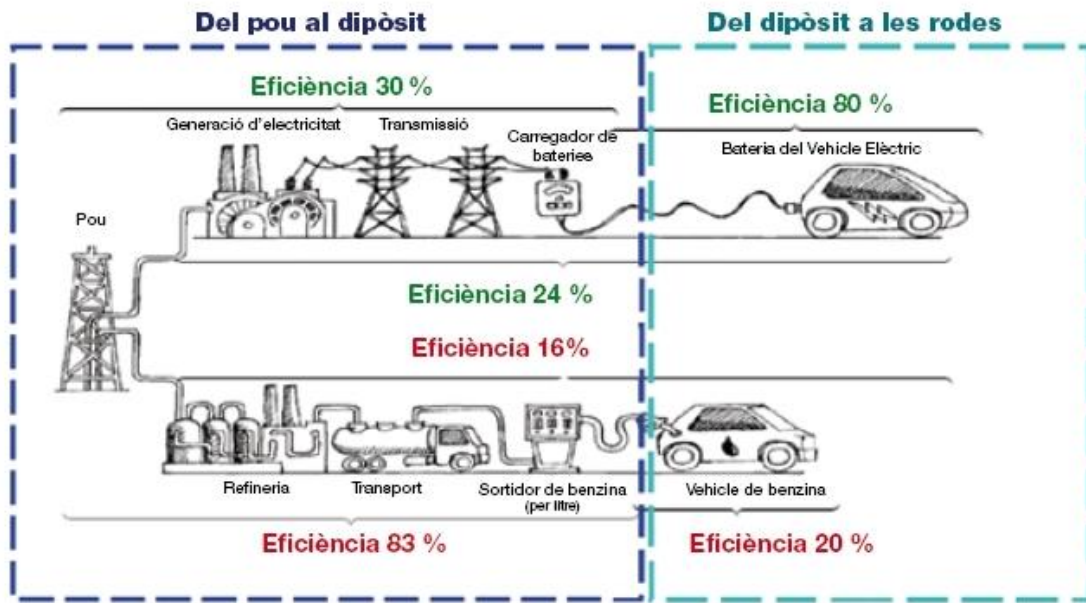 Del pou al dipòsit
Del dipòsit a les rodes
Eficiència 30 %
Eficiència 80 %
Generació d'electricitat
Transmissió
Carregador de
bateries
Bateria del Vehicle Elèctric
Pou
Eficiència 24 %
Eficiència 16%
Refineria
Transport
Sortidor de benzina
(per litre)
Vehicle de benzina
Eficiència 83 %
Eficiència 20 %